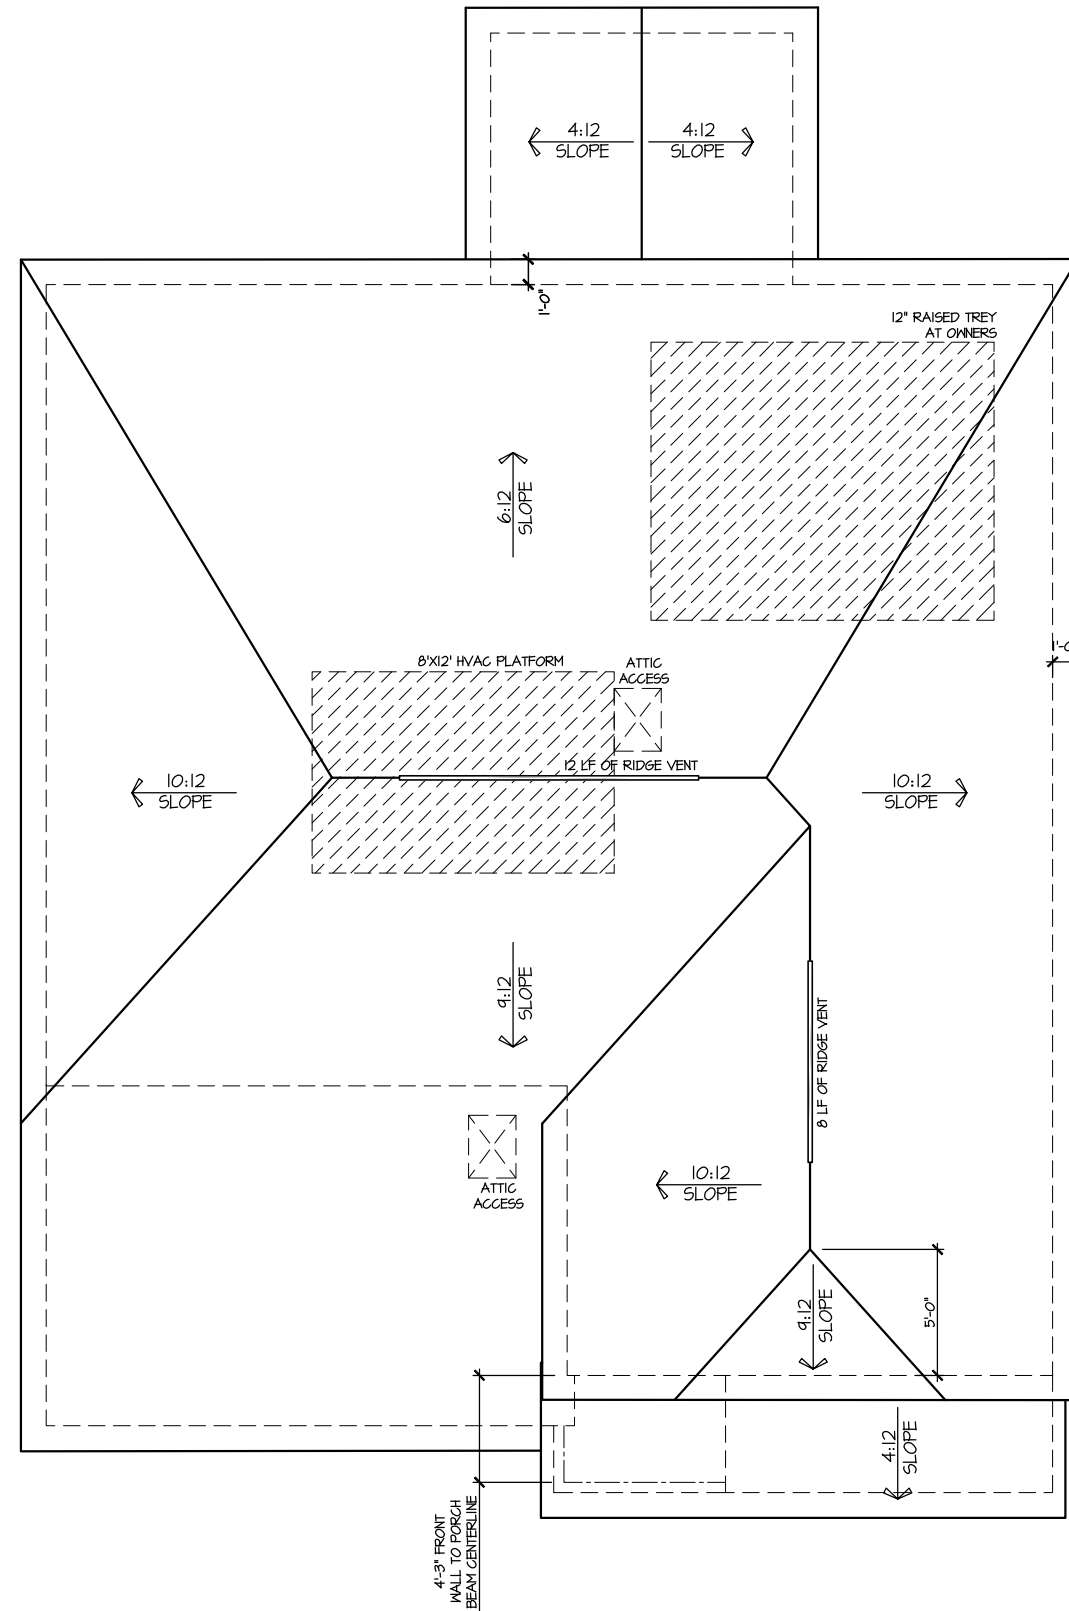 4:12
SLOPE
4:12
SLOPE
1'-0"
12" RAISED TREY
AT OWNERS
6:12
SLOPE
8'X12' HVAC PLATFORM
ATTIC
ACCESS
12 LF OF RIDGE VENT
10:12
SLOPE
10:12
SLOPE
9:12
SLOPE
8 LF OF RIDGE VENT
ATTIC
ACCESS
10:12
SLOPE
9:12
SLOPE
5'-0"
4:12
SLOPE
4'-3" FRONT
WALL TO PORCH
BEAM CENTERLINE